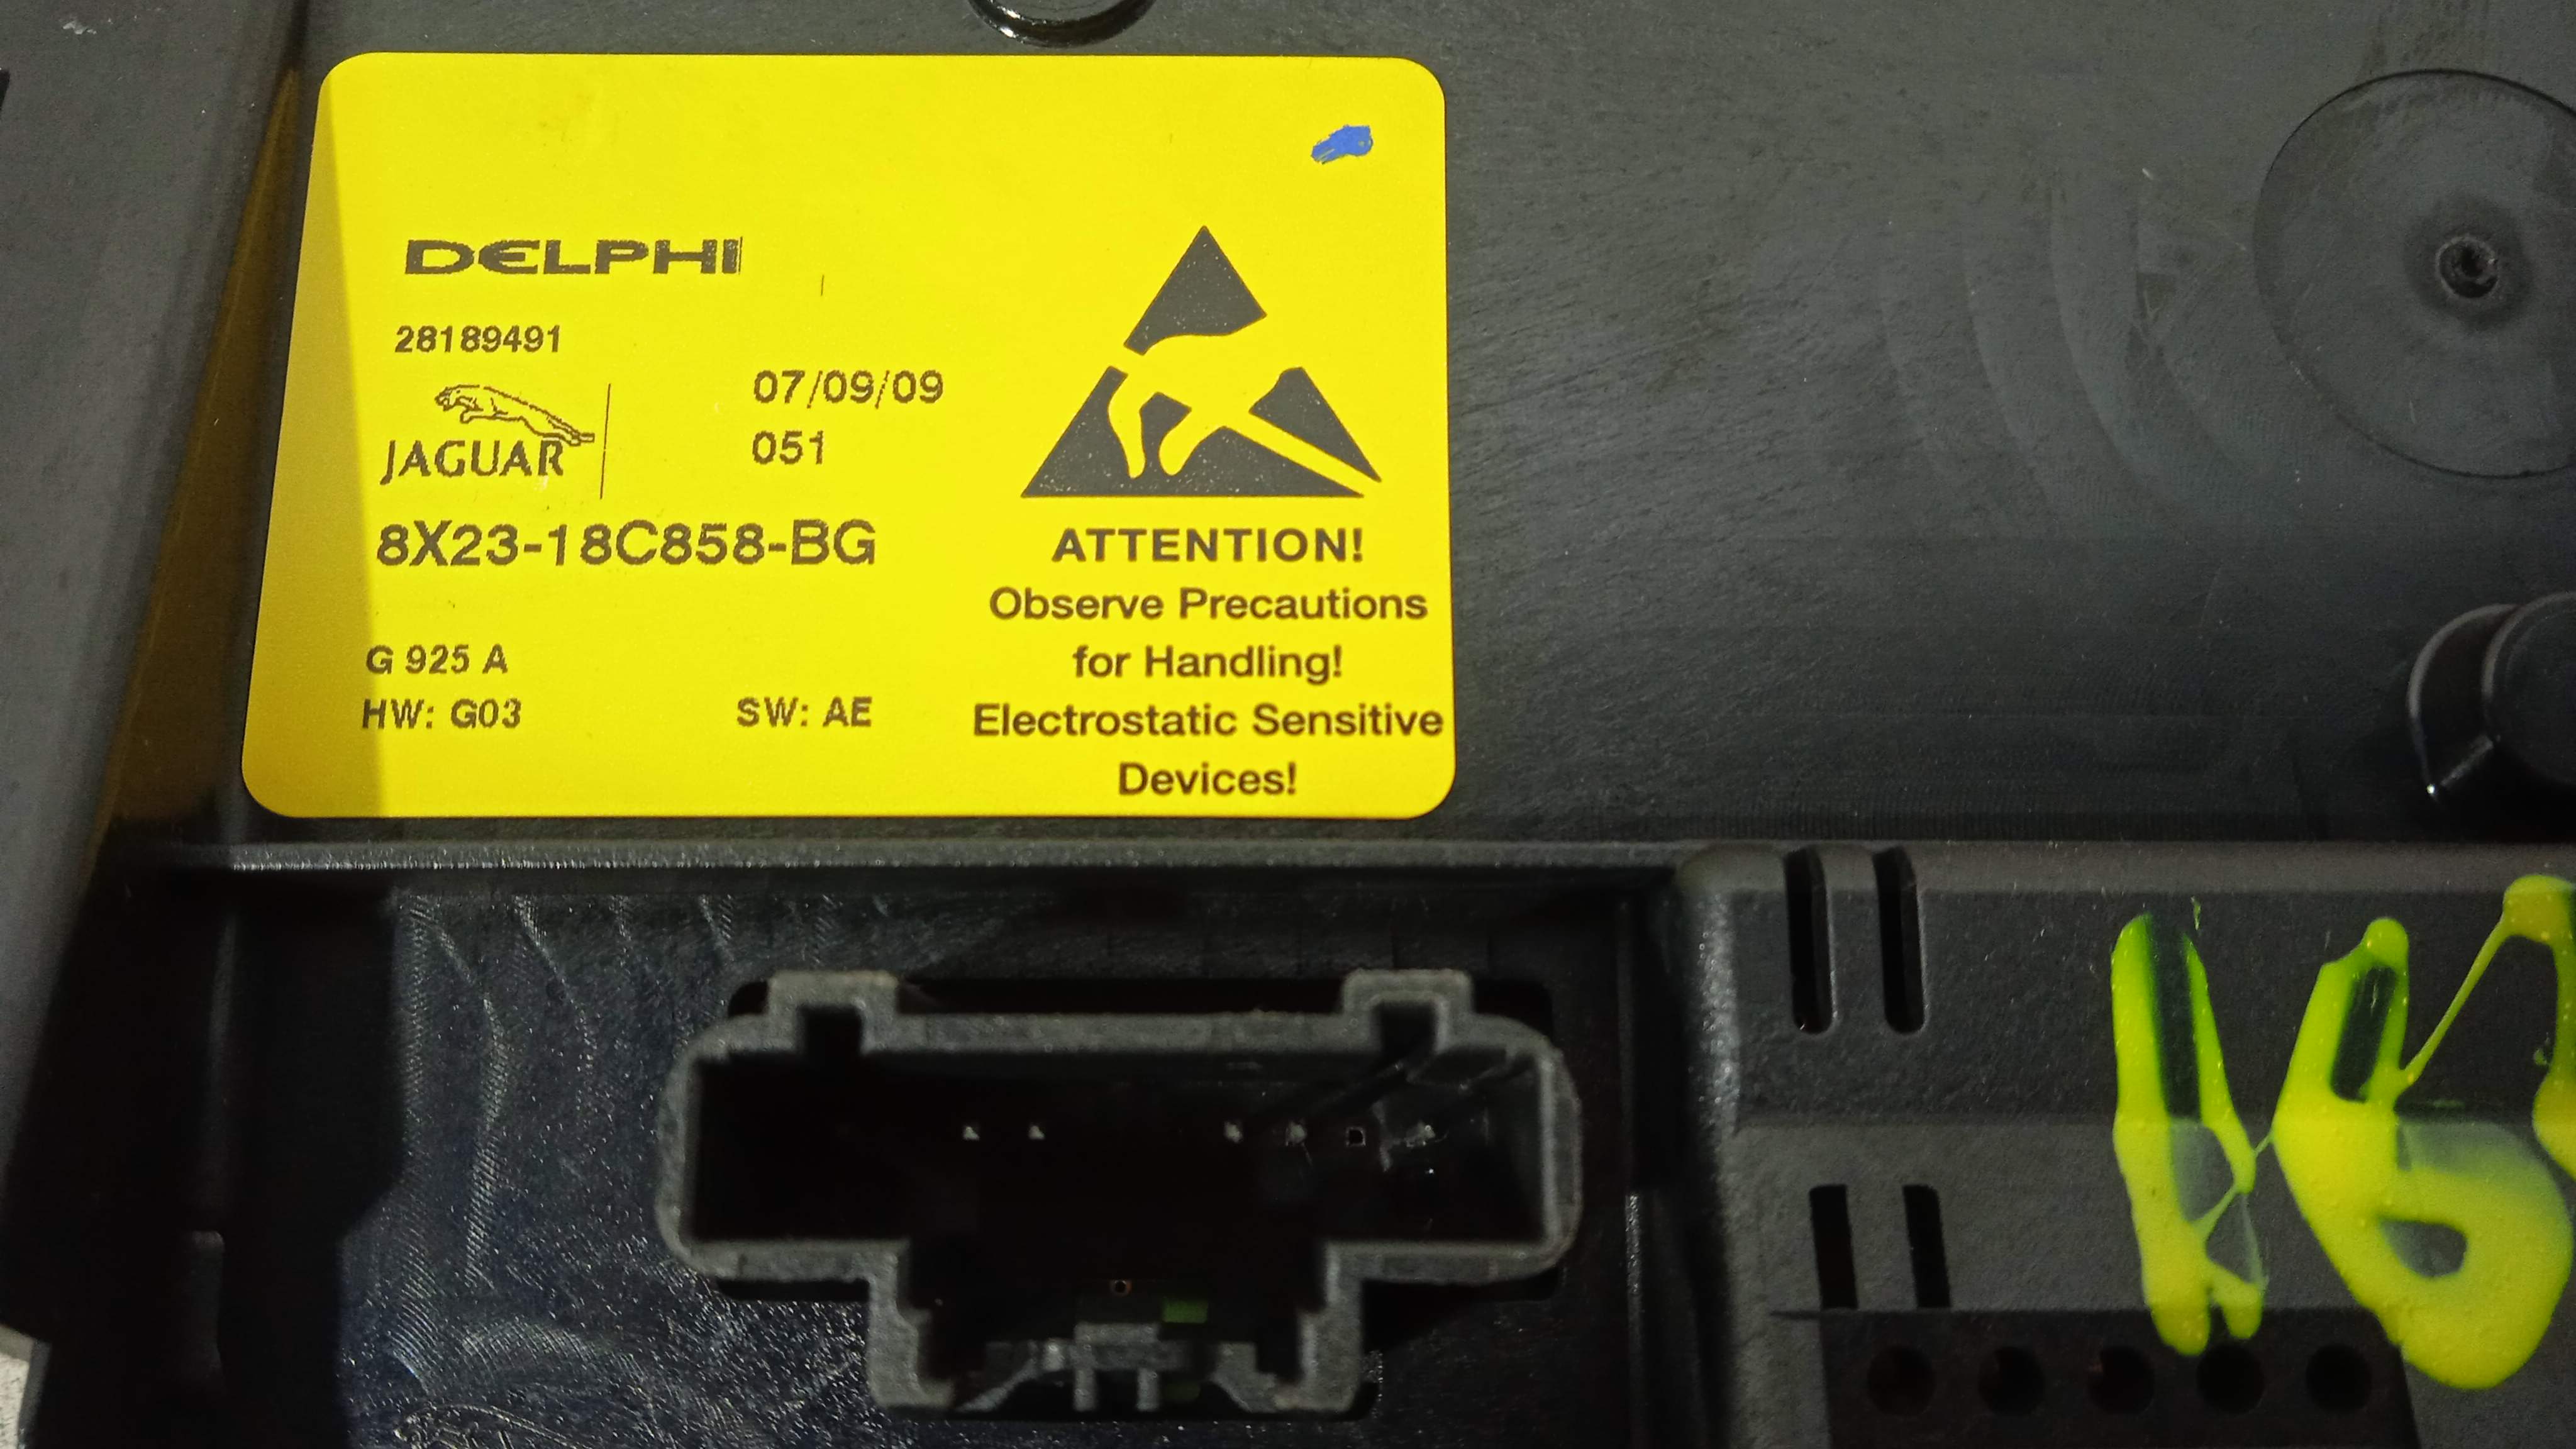 DELPHI
28189491
JAGUAR
07/09/09
051
8X23-18C858-BG
G 925 A
HW: G03
SW: AE
ATTENTION!
Observe Precautions
for Handling!
Electrostatic Sensitive
Devices!